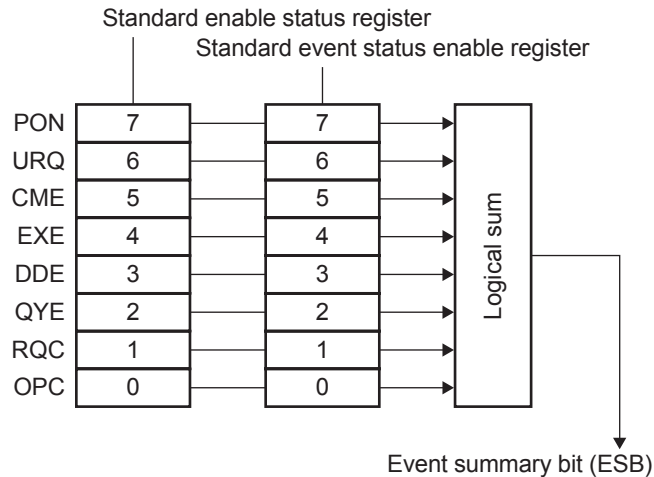 Standard enable status register
Standard event status enable register
PON 7 7
URQ 6 6
CME 5 5
EXE 4 4
DDE 3 3
QYE 2 2
RQC 1 1
OPC 0 0
Logical sum
Event summary bit (ESB)